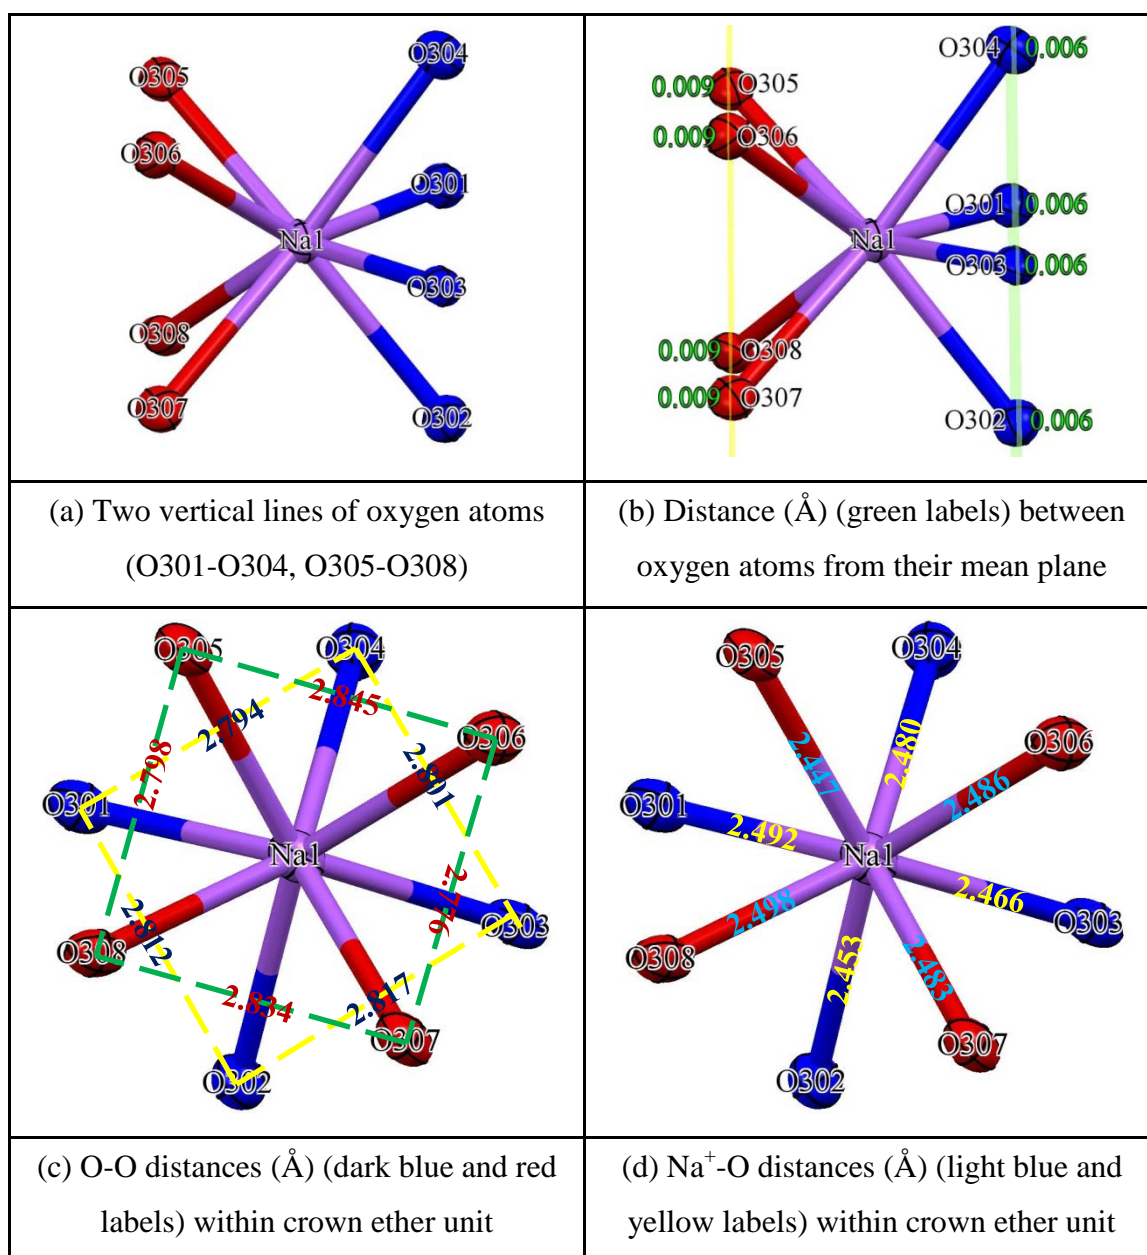 O305
O304
O306
O301
Na1
O303
O308
O307
O302
O304 0.006
0.009 O305
0.009 O306
O301 0.006
Na1
O303 0.006
0.009 O308
0.009 O307
O302 0.006
(a) Two vertical lines of oxygen atoms
(O301-O304, O305-O308)
(b) Distance (Å) (green labels) between
oxygen atoms from their mean plane
O305
O304
2.845
2.794
O306
2.798
2.801
O301
Na1
2.776
O303
2.812
O308
2.834
2.817
O307
O302
O305
O304
O306
2.447
2.480
2.486
O301
2.492
Na1
2.466
O303
2.498
O308
2.453
2.483
O307
O302
(c) O-O distances (Å) (dark blue and red
labels) within crown ether unit
(d) Na⁺-O distances (Å) (light blue and
yellow labels) within crown ether unit